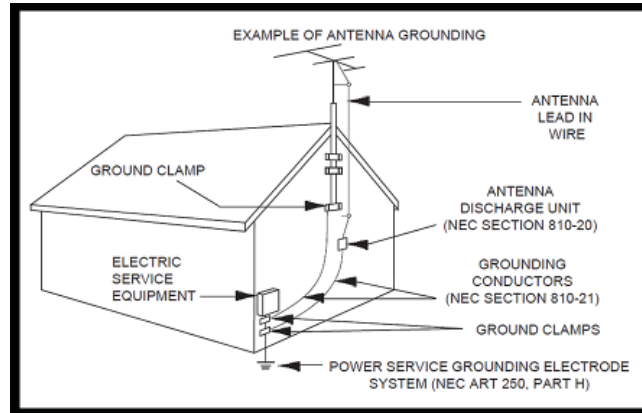 EXAMPLE OF ANTENNA GROUNDING
ANTENNA
LEAD IN
WIRE
GROUND CLAMP
ANTENNA
DISCHARGE UNIT
(NEC SECTION 810-20)
ELECTRIC
SERVICE
EQUIPMENT
GROUNDING
CONDUCTORS
(NEC SECTION 810-21)
GROUND CLAMPS
POWER SERVICE GROUNDING ELECTRODE
SYSTEM (NEC ART 250, PART H)